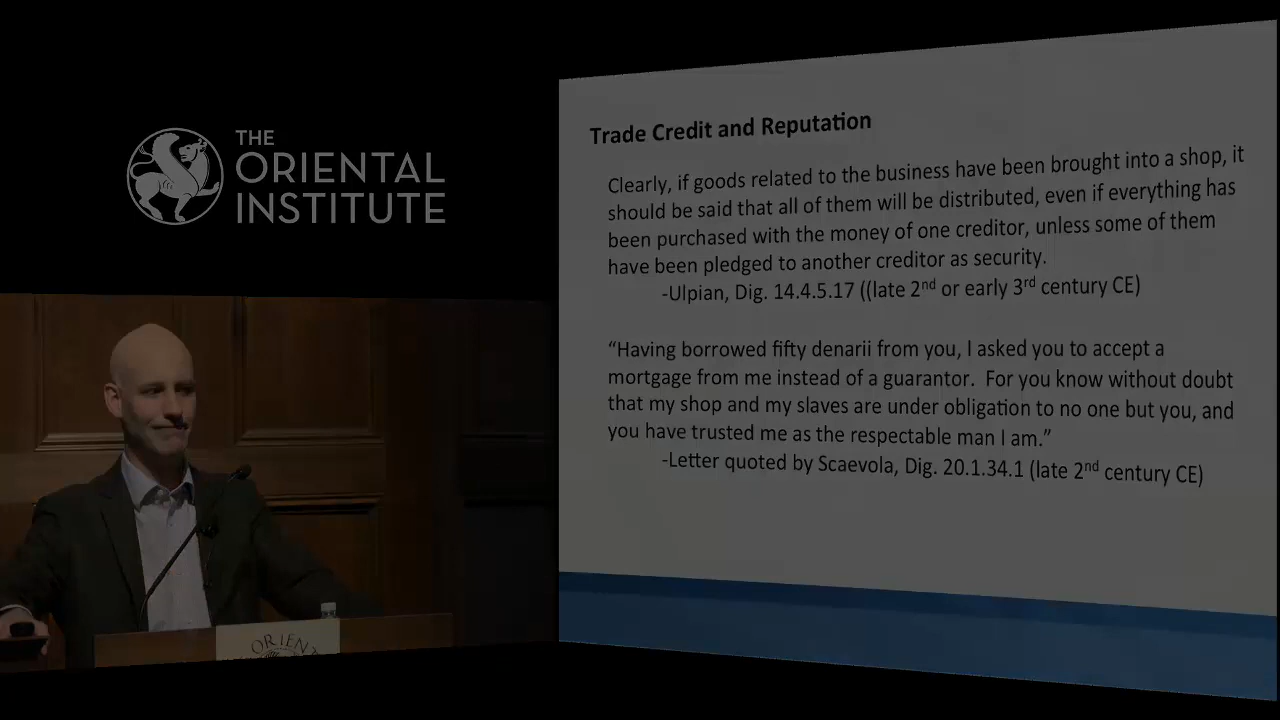 THE
ORIENTAL
INSTITUTE
Trade Credit and Reputation
Clearly, if goods related to the business have been brought into a shop, it
should be said that all of them will be distributed, even if everything has
been purchased with the money of one creditor, unless some of them
have been pledged to another creditor as security.
-Ulpian, Dig. 14.4.5.17 ((late 2nd or early 3rd century CE)
“Having borrowed fifty denarii from you, I asked you to accept a
mortgage from me instead of a guarantor. For you know without doubt
that my shop and my slaves are under obligation to no one but you, and
you have trusted me as the respectable man I am.”
-Letter quoted by Scaevola, Dig. 20.1.34.1 (late 2nd century CE)
ORIEN